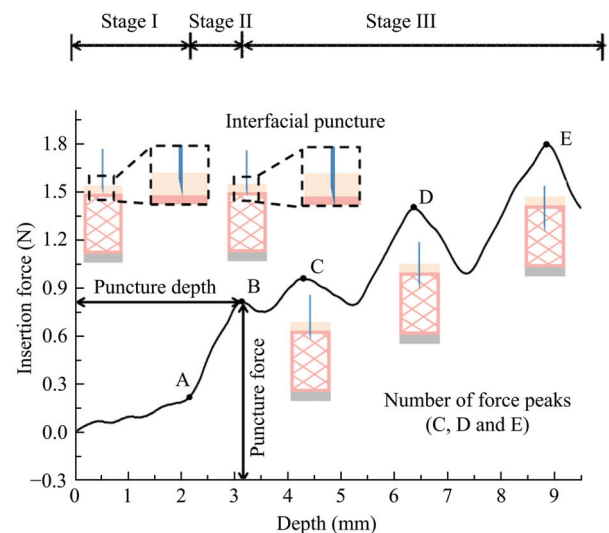 Stage I
Stage II
Stage III
Interfacial puncture
1.8
1.5
1.2
0.9
0.6
0.3
0.0
−0.3
Insertion force (N)
E
D
C
B
A
Puncture depth
Puncture force
Number of force peaks
(C, D and E)
0 1 2 3 4 5 6 7 8 9
Depth (mm)